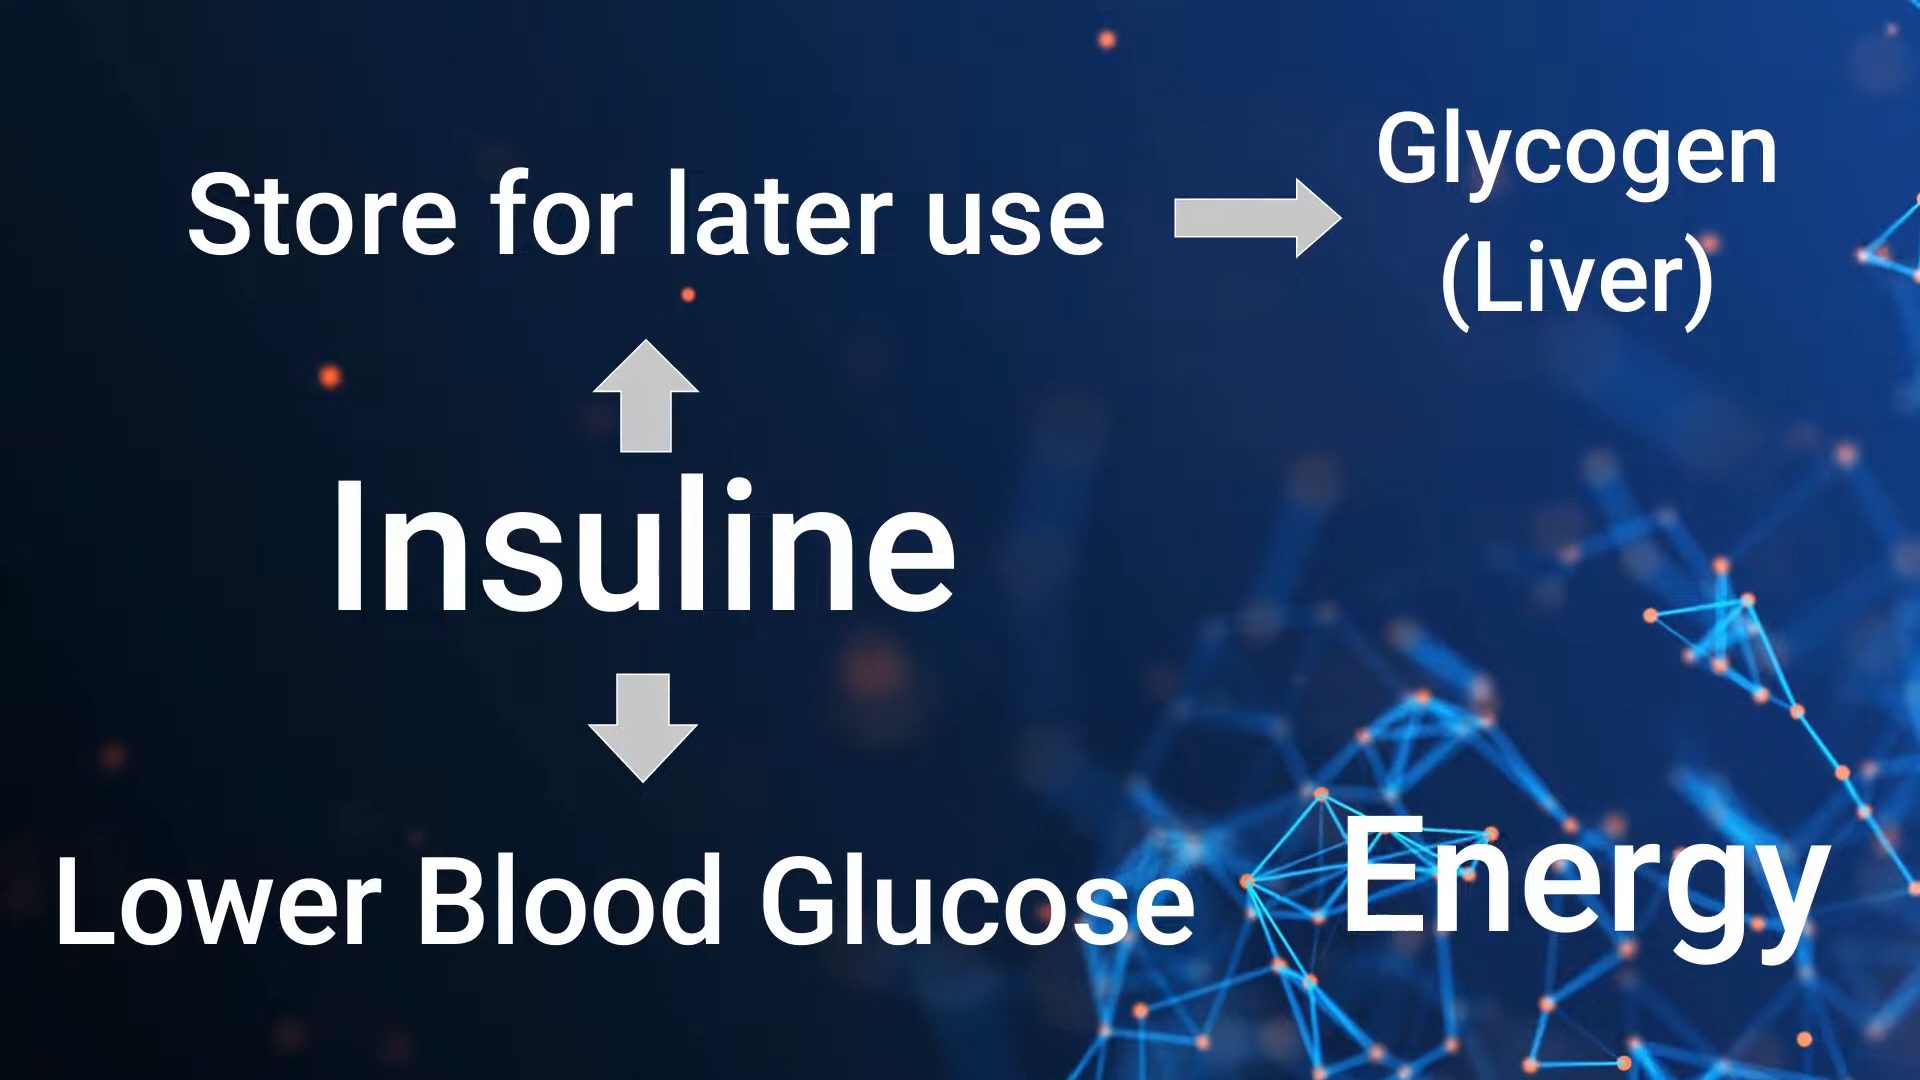 Store for later use
Glycogen
(Liver)
Insuline
Lower Blood Glucose
Energy